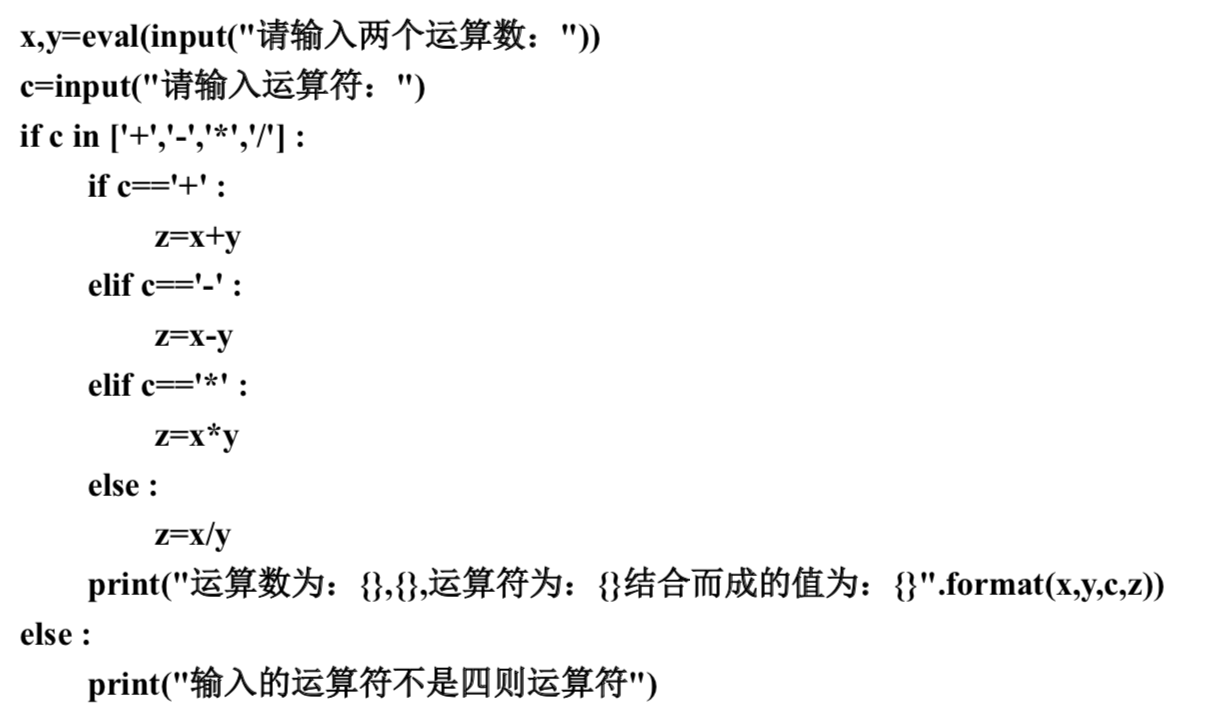 x,y=eval(input("请输入两个运算数："))
c=input("请输入运算符：")
if c in ['+','-','*','/'] :
    if c=='+' :
        z=x+y
    elif c=='-' :
        z=x-y
    elif c=='*' :
        z=x*y
    else :
        z=x/y
    print("运算数为：{},{},运算符为：{}结合而成的值为：{}".format(x,y,c,z))
else :
    print("输入的运算符不是四则运算符")